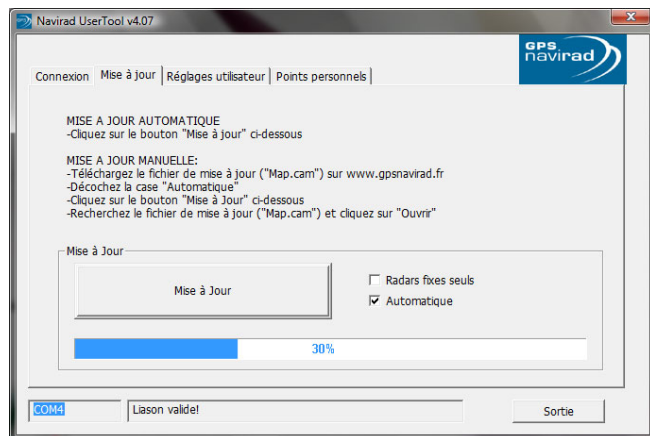 Navirad UserTool v4.07
GPS
navirad
Connexion Mise à jour Réglages utilisateur Points personnels
MISE A JOUR AUTOMATIQUE
-Cliquez sur le bouton "Mise à jour" ci-dessous
MISE A JOUR MANUELLE:
-Téléchargez le fichier de mise à jour ("Map.cam") sur www.gpsnavirad.fr
-Décochez la case "Automatique"
-Cliquez sur le bouton "Mise à Jour" ci-dessous
-Recherchez le fichier de mise à jour ("Map.cam") et cliquez sur "Ouvrir"
Mise à Jour
Mise à Jour
Radars fixes seuls
Automatique
30%
COM4 Liason valide! Sortie